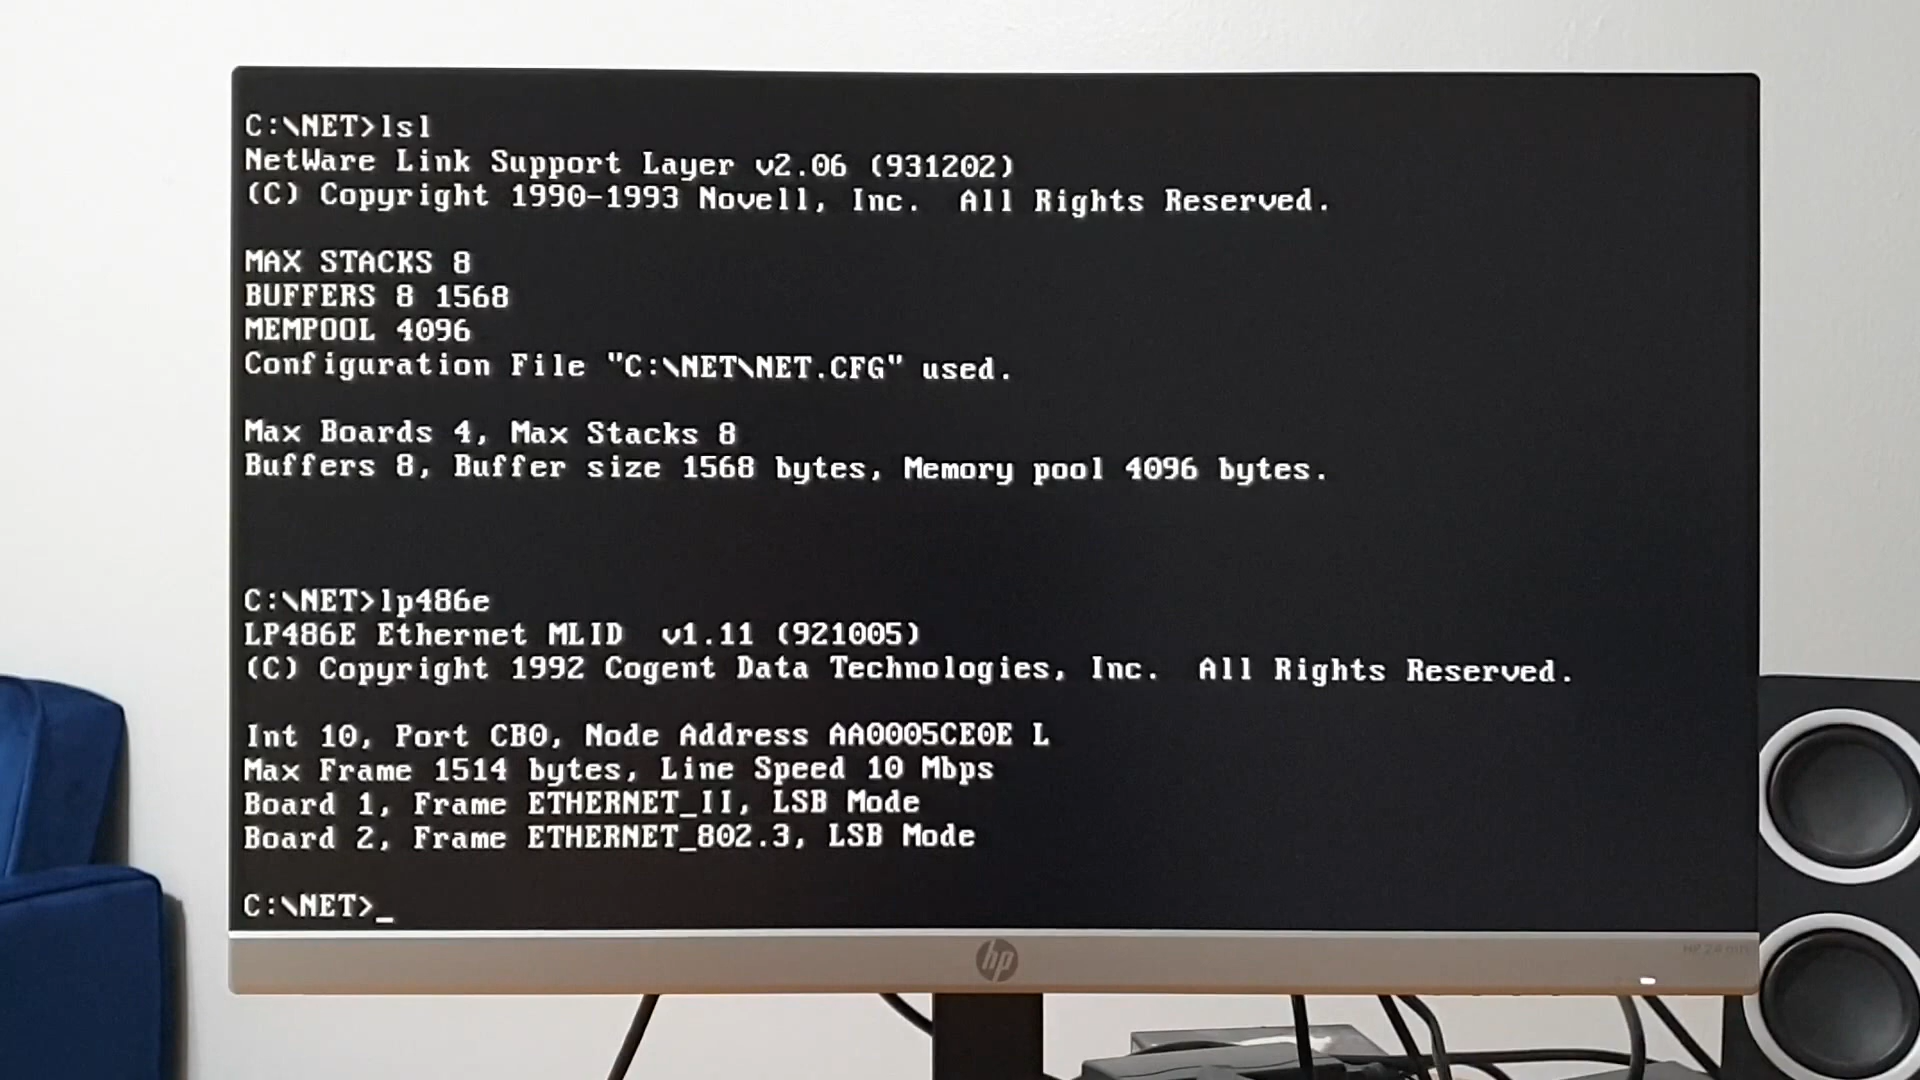 C:\NET>lsl
NetWare Link Support Layer v2.06 (931202)
(C) Copyright 1990-1993 Novell, Inc.  All Rights Reserved.
MAX STACKS 8
BUFFERS 8 1568
MEMPOOL 4096
Configuration File "C:\NET\NET.CFG" used.
Max Boards 4, Max Stacks 8
Buffers 8, Buffer size 1568 bytes, Memory pool 4096 bytes.
C:\NET>lp486e
LP486E Ethernet MLID  v1.11 (921005)
(C) Copyright 1992 Cogent Data Technologies, Inc.  All Rights Reserved.
Int 10, Port CB0, Node Address AA0005CE0E L
Max Frame 1514 bytes, Line Speed 10 Mbps
Board 1, Frame ETHERNET_II, LSB Mode
Board 2, Frame ETHERNET_802.3, LSB Mode
C:\NET>_
hp